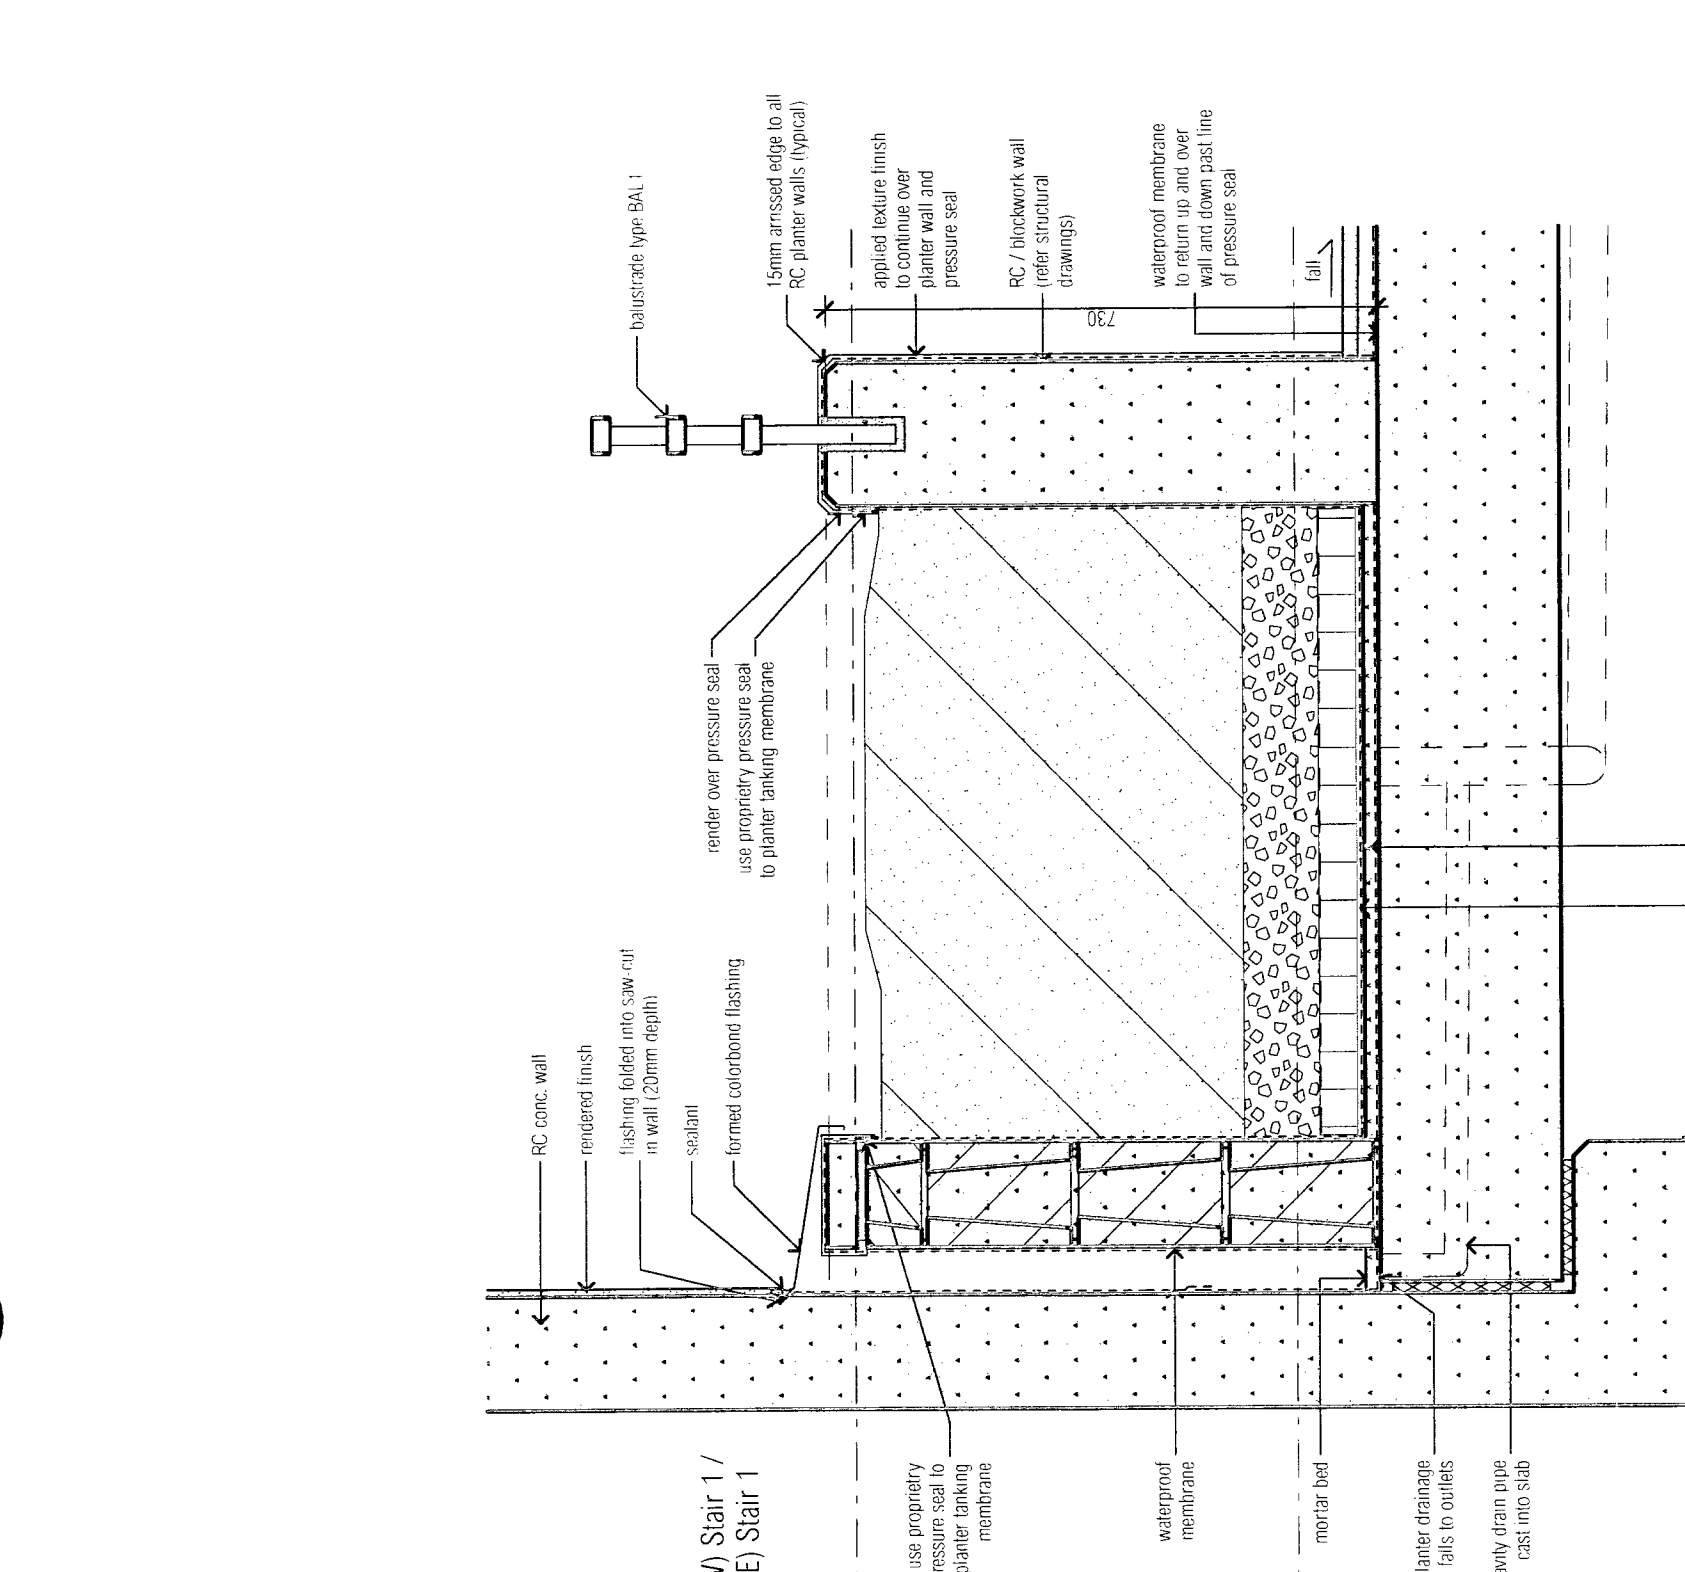 balustrade type BAL1
15mm arrissed edge to all
RC planter walls (typical)
applied texture finish
to continue over
planter wall and
pressure seal
RC / blockwork wall
(refer structural
drawings)
waterproof membrane
to return up and over
wall and down past line
of pressure seal
fall
730
render over pressure seal
use proprietry pressure seal
to planter tanking membrane
RC conc. wall
rendered finish
flashing folded into saw-cut
in wall (20mm depth)
sealant
formed colorbond flashing
Stair 1 /
E) Stair 1
use proprietry
ressure seal to
planter tanking
membrane
waterproof
membrane
mortar bed
lanter drainage
falls to outlets
avity drain pipe
cast into slab